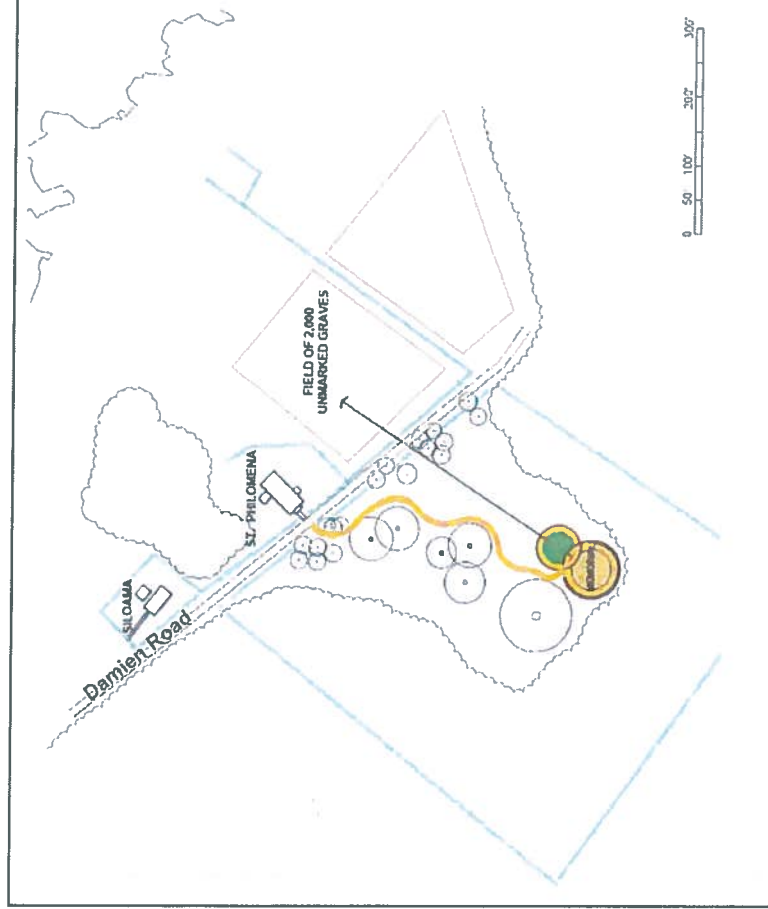 SILOAMA
Damien Road
ST. PHILOMENA
FIELD OF 2,000
UNMARKED GRAVES
0 50' 100' 200' 300'